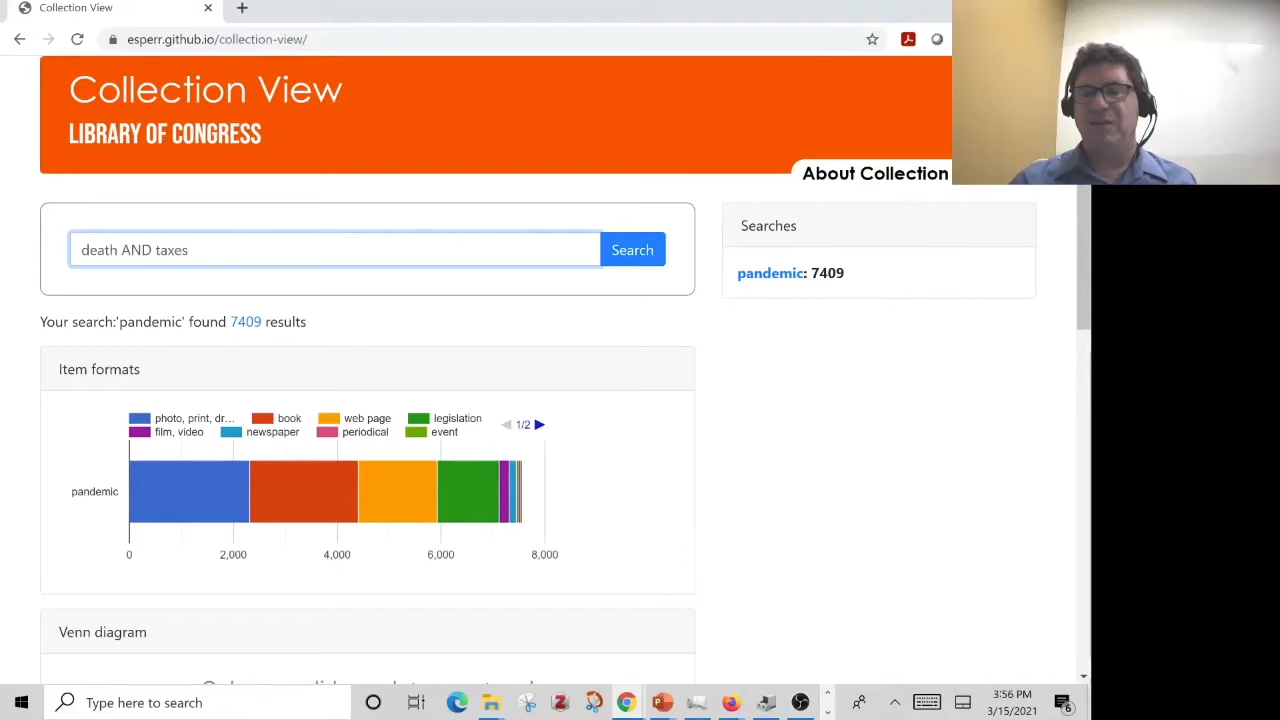 Collection View
esperr.github.io/collection-view/
Collection View
LIBRARY OF CONGRESS
About Collection
death AND taxes
Search
Searches
pandemic: 7409
Your search:'pandemic' found 7409 results
Item formats
photo, print, dr... book web page legislation
film, video newspaper periodical event
1/2
pandemic
0 2,000 4,000 6,000 8,000
Venn diagram
Type here to search
3:56 PM
3/15/2021
6